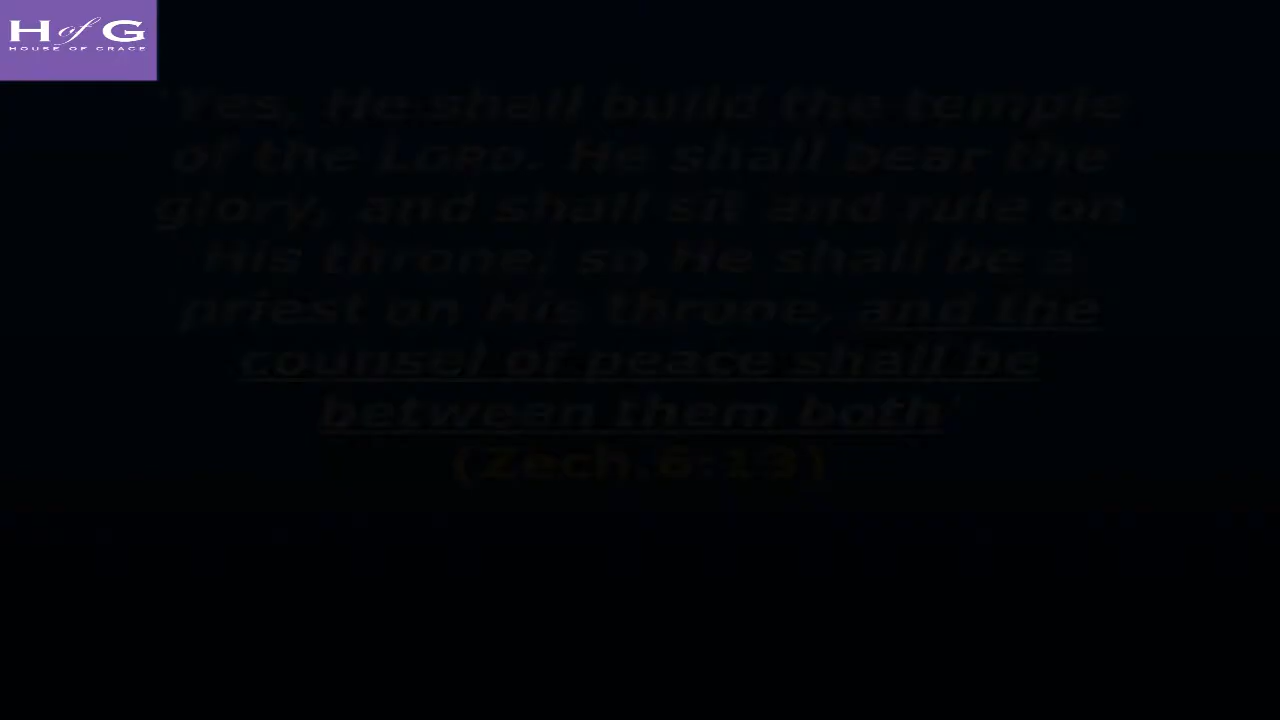 H of G
HOUSE OF GRACE
'Yes, He shall build the temple
of the LORD. He shall bear the
glory, and shall sit and rule on
His throne; so He shall be a
priest on His throne, and the
counsel of peace shall be
between them both'
(Zech.6:13)